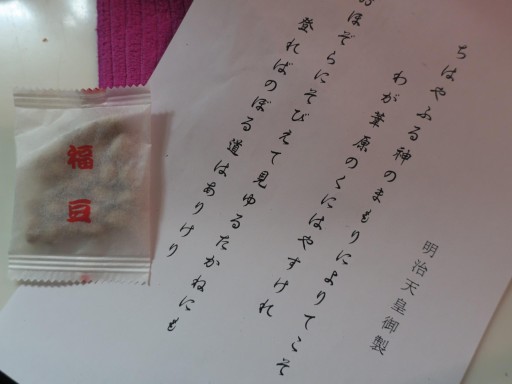 明治天皇御製
ちはやふる神のまもりによりてこそ
わが葦原のくにはやすけれ
おほぞらにそびえて見ゆるたかねにも
登ればのぼる道はありけり
福豆